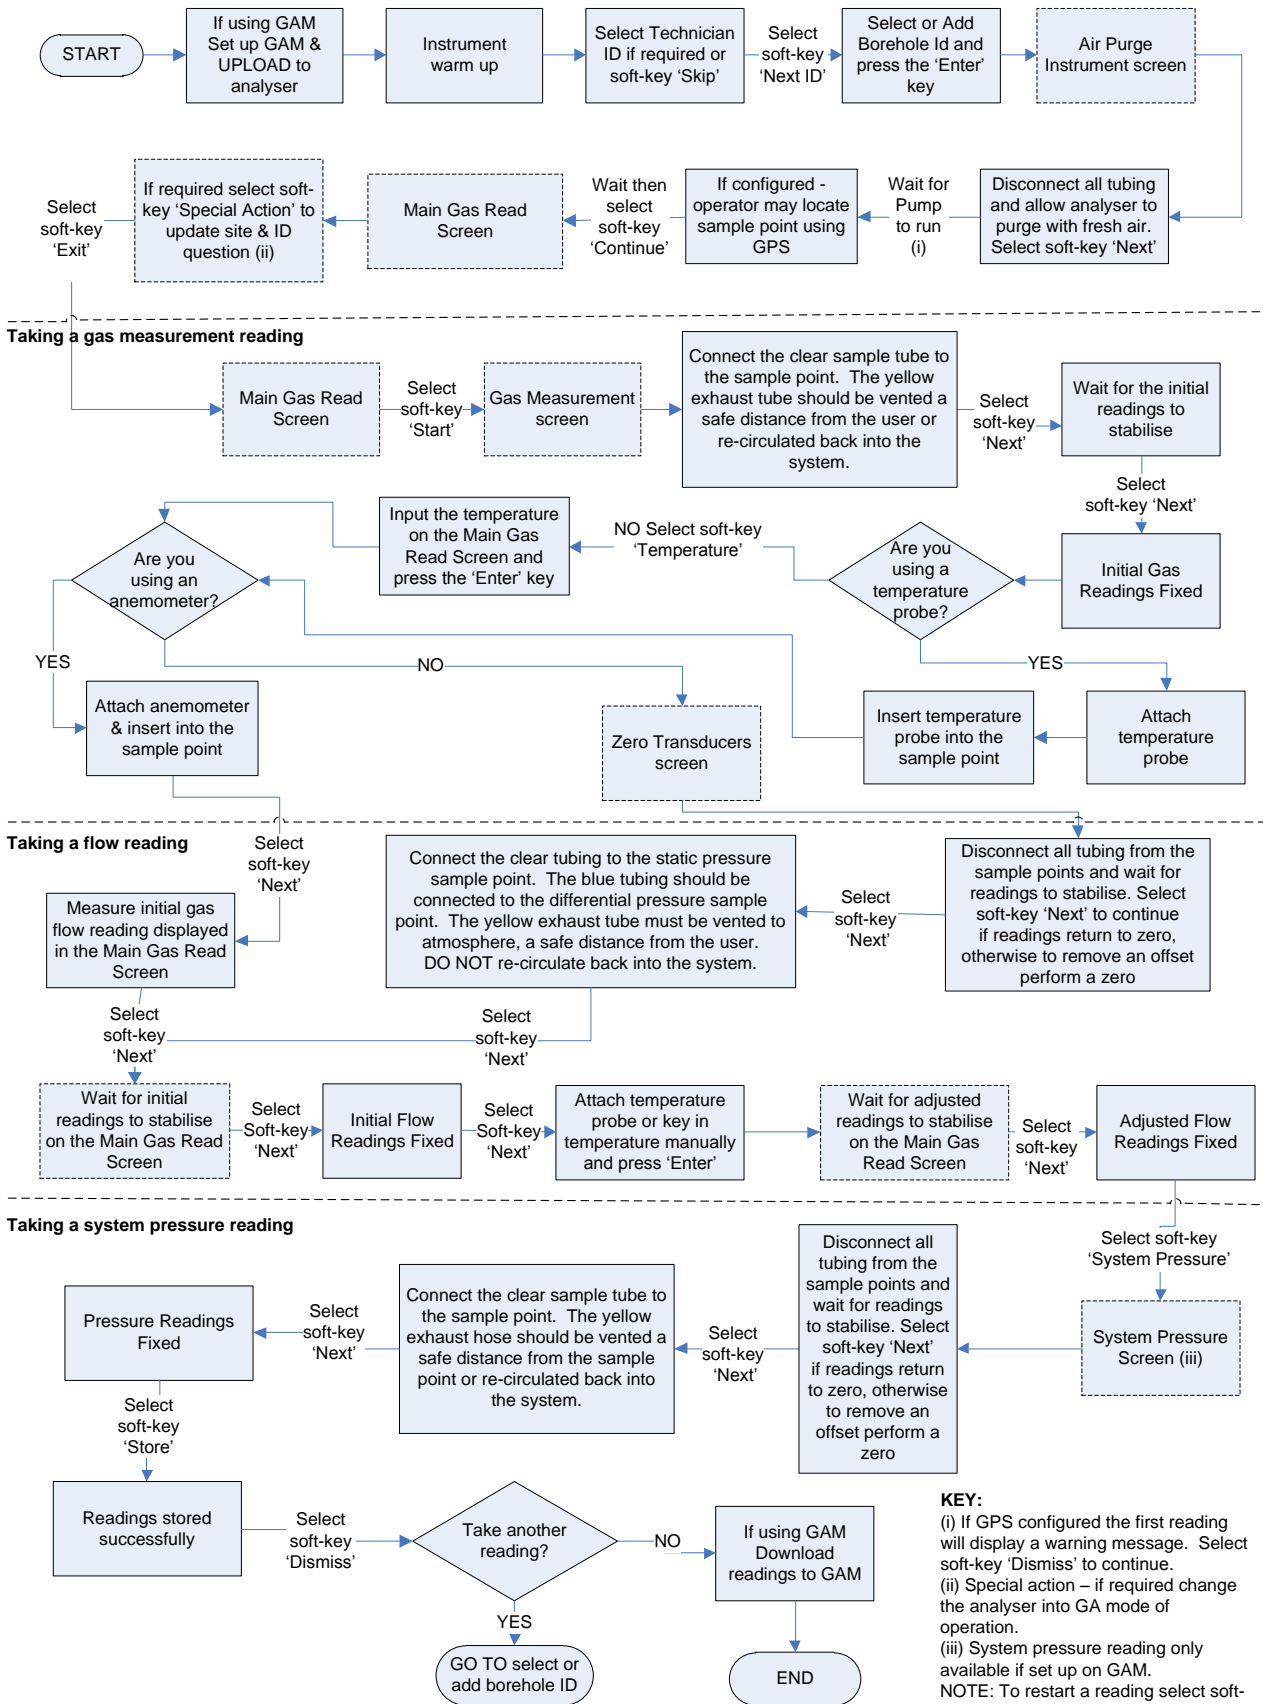 START
If using GAM
Set up GAM &
UPLOAD to
analyser
Instrument
warm up
Select Technician
ID if required or
soft-key ‘Skip’
Select
soft-key
‘Next ID’
Select or Add
Borehole Id and
press the ‘Enter’
key
Air Purge
Instrument screen
Disconnect all tubing
and allow analyser to
purge with fresh air.
Select soft-key ‘Next’
Wait for
Pump
to run
(i)
If configured -
operator may locate
sample point using
GPS
Wait then
select
soft-key
‘Continue’
Main Gas Read
Screen
If required select soft-
key ‘Special Action’ to
update site & ID
question (ii)
Select
soft-key
‘Exit’
Taking a gas measurement reading
Main Gas Read
Screen
Select
soft-key
‘Start’
Gas Measurement
screen
Connect the clear sample tube to
the sample point.  The yellow
exhaust tube should be vented a
safe distance from the user or
re-circulated back into the
system.
Select
soft-key
‘Next’
Wait for the initial
readings to
stabilise
Select
soft-key ‘Next’
Initial Gas
Readings Fixed
Are you
using a
temperature
probe?
NO Select soft-key
‘Temperature’
Input the temperature
on the Main Gas
Read Screen and
press the ‘Enter’ key
Are you
using an
anemometer?
YES
Attach
temperature
probe
Insert temperature
probe into the
sample point
YES
NO
Attach anemometer
& insert into the
sample point
Zero Transducers
screen
Taking a flow reading
Select
soft-key
‘Next’
Measure initial gas
flow reading displayed
in the Main Gas Read
Screen
Connect the clear tubing to the static pressure
sample point.  The blue tubing should be
connected to the differential pressure sample
point.  The yellow exhaust tube must be vented to
atmosphere, a safe distance from the user.
DO NOT re-circulate back into the system.
Select
soft-key
‘Next’
Disconnect all tubing from the
sample points and wait for
readings to stabilise. Select
soft-key ‘Next’ to continue
if readings return to zero,
otherwise to remove an offset
perform a zero
Select
soft-key
‘Next’
Select
soft-key
‘Next’
Wait for initial
readings to stabilise
on the Main Gas Read
Screen
Select
Soft-key
‘Next’
Initial Flow
Readings Fixed
Select
Soft-key
‘Next’
Attach temperature
probe or key in
temperature manually
and press ‘Enter’
Wait for adjusted
readings to stabilise
on the Main Gas
Read Screen
Select
soft-key
‘Next’
Adjusted Flow
Readings Fixed
Taking a system pressure reading
Select soft-key
‘System Pressure’
System Pressure
Screen (iii)
Disconnect all
tubing from the
sample points and
wait for readings
to stabilise. Select
soft-key ‘Next’
if readings return
to zero, otherwise
to remove an
offset perform a
zero
Select
soft-key
‘Next’
Connect the clear sample tube to
the sample point.  The yellow
exhaust hose should be vented a
safe distance from the sample
point or re-circulated back into
the system.
Select
soft-key
‘Next’
Pressure Readings
Fixed
Select
soft-key
‘Store’
Readings stored
successfully
Select
soft-key
‘Dismiss’
Take another
reading?
NO
If using GAM
Download
readings to GAM
YES
GO TO select or
add borehole ID
END
KEY:
(i) If GPS configured the first reading
will display a warning message.  Select
soft-key ‘Dismiss’ to continue.
(ii) Special action – if required change
the analyser into GA mode of
operation.
(iii) System pressure reading only
available if set up on GAM.
NOTE: To restart a reading select soft-